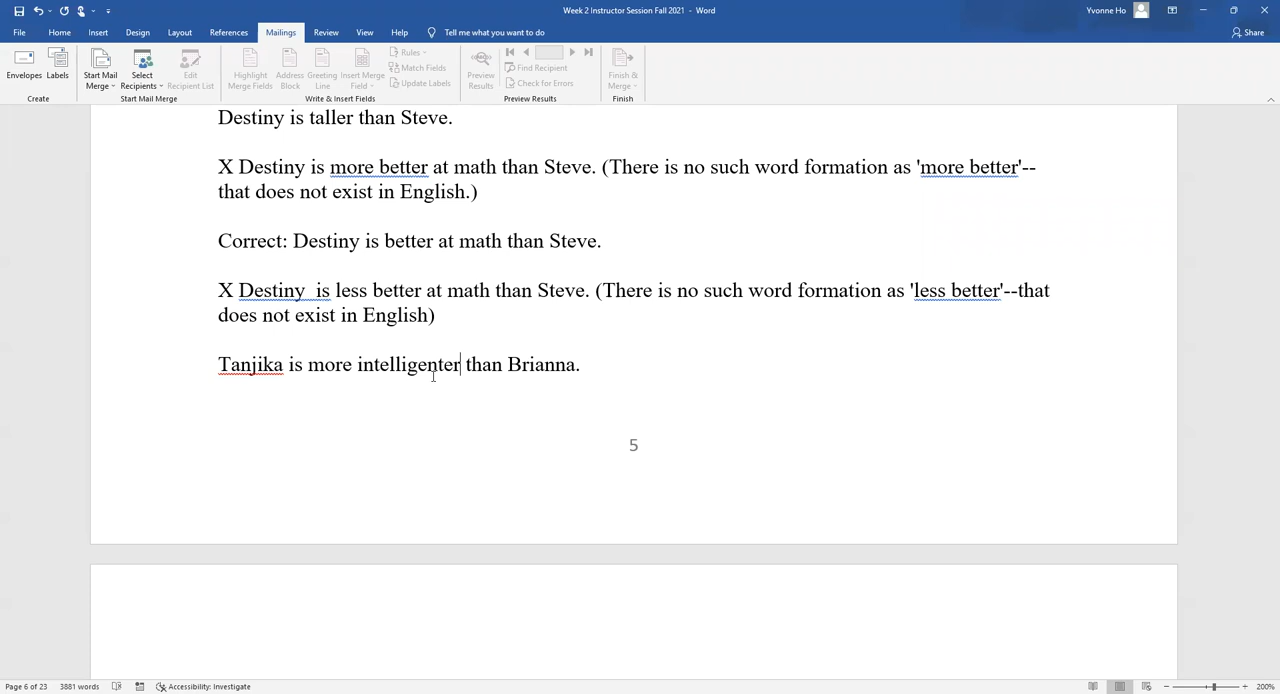 Week 2 Instructor Session Fall 2021 - Word
Yvonne Ho
File Home Insert Design Layout References Mailings Review View Help Tell me what you want to do Share
Envelopes Labels Start Mail Merge Select Recipients Edit Recipient List Highlight Merge Fields Address Block Greeting Line Insert Merge Field Rules Match Fields Update Labels Preview Results Find Recipient Check for Errors Finish & Merge
Create Start Mail Merge Write & Insert Fields Preview Results Finish
Destiny is taller than Steve.
X Destiny is more better at math than Steve. (There is no such word formation as 'more better'--
that does not exist in English.)
Correct: Destiny is better at math than Steve.
X Destiny  is less better at math than Steve. (There is no such word formation as 'less better'--that
does not exist in English)
Tanjika is more intelligenter than Brianna.
5
Page 6 of 23 3881 words Accessibility: Investigate 200%